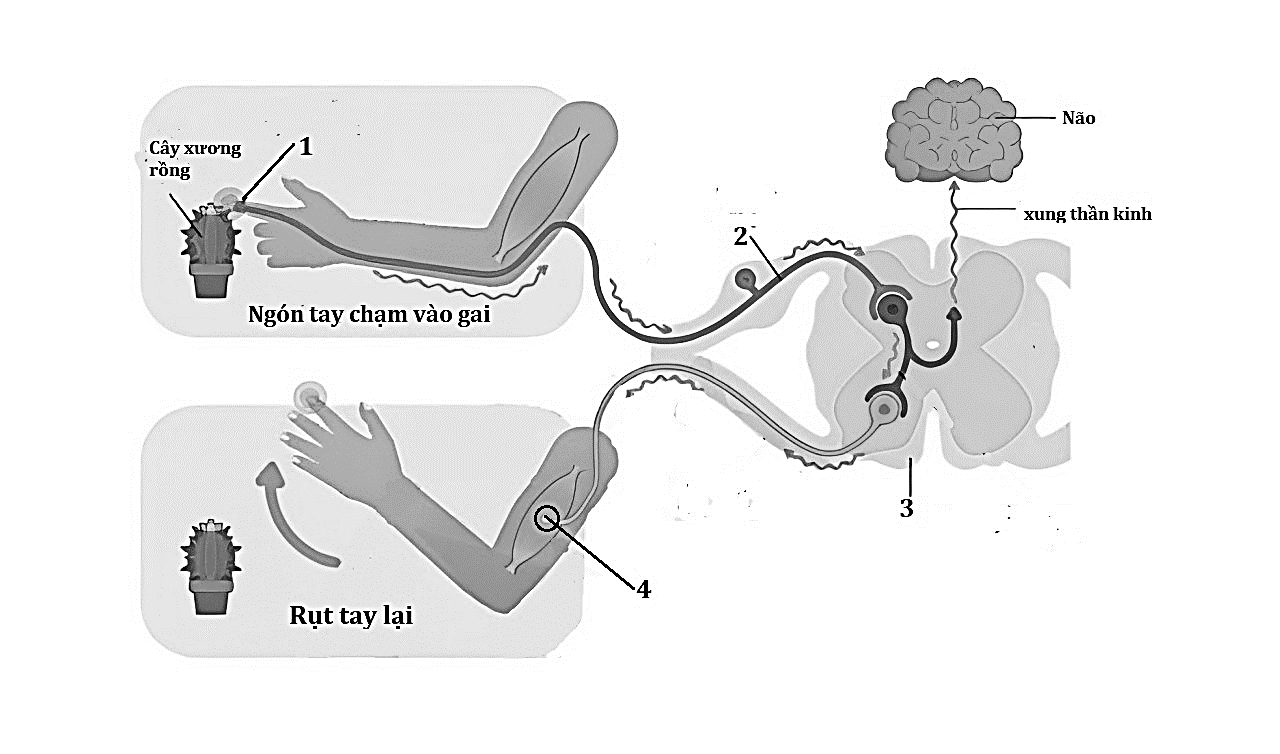 Cây xương
rồng
1
Ngón tay chạm vào gai
2
Não
xung thần kinh
3
4
Rụt tay lại